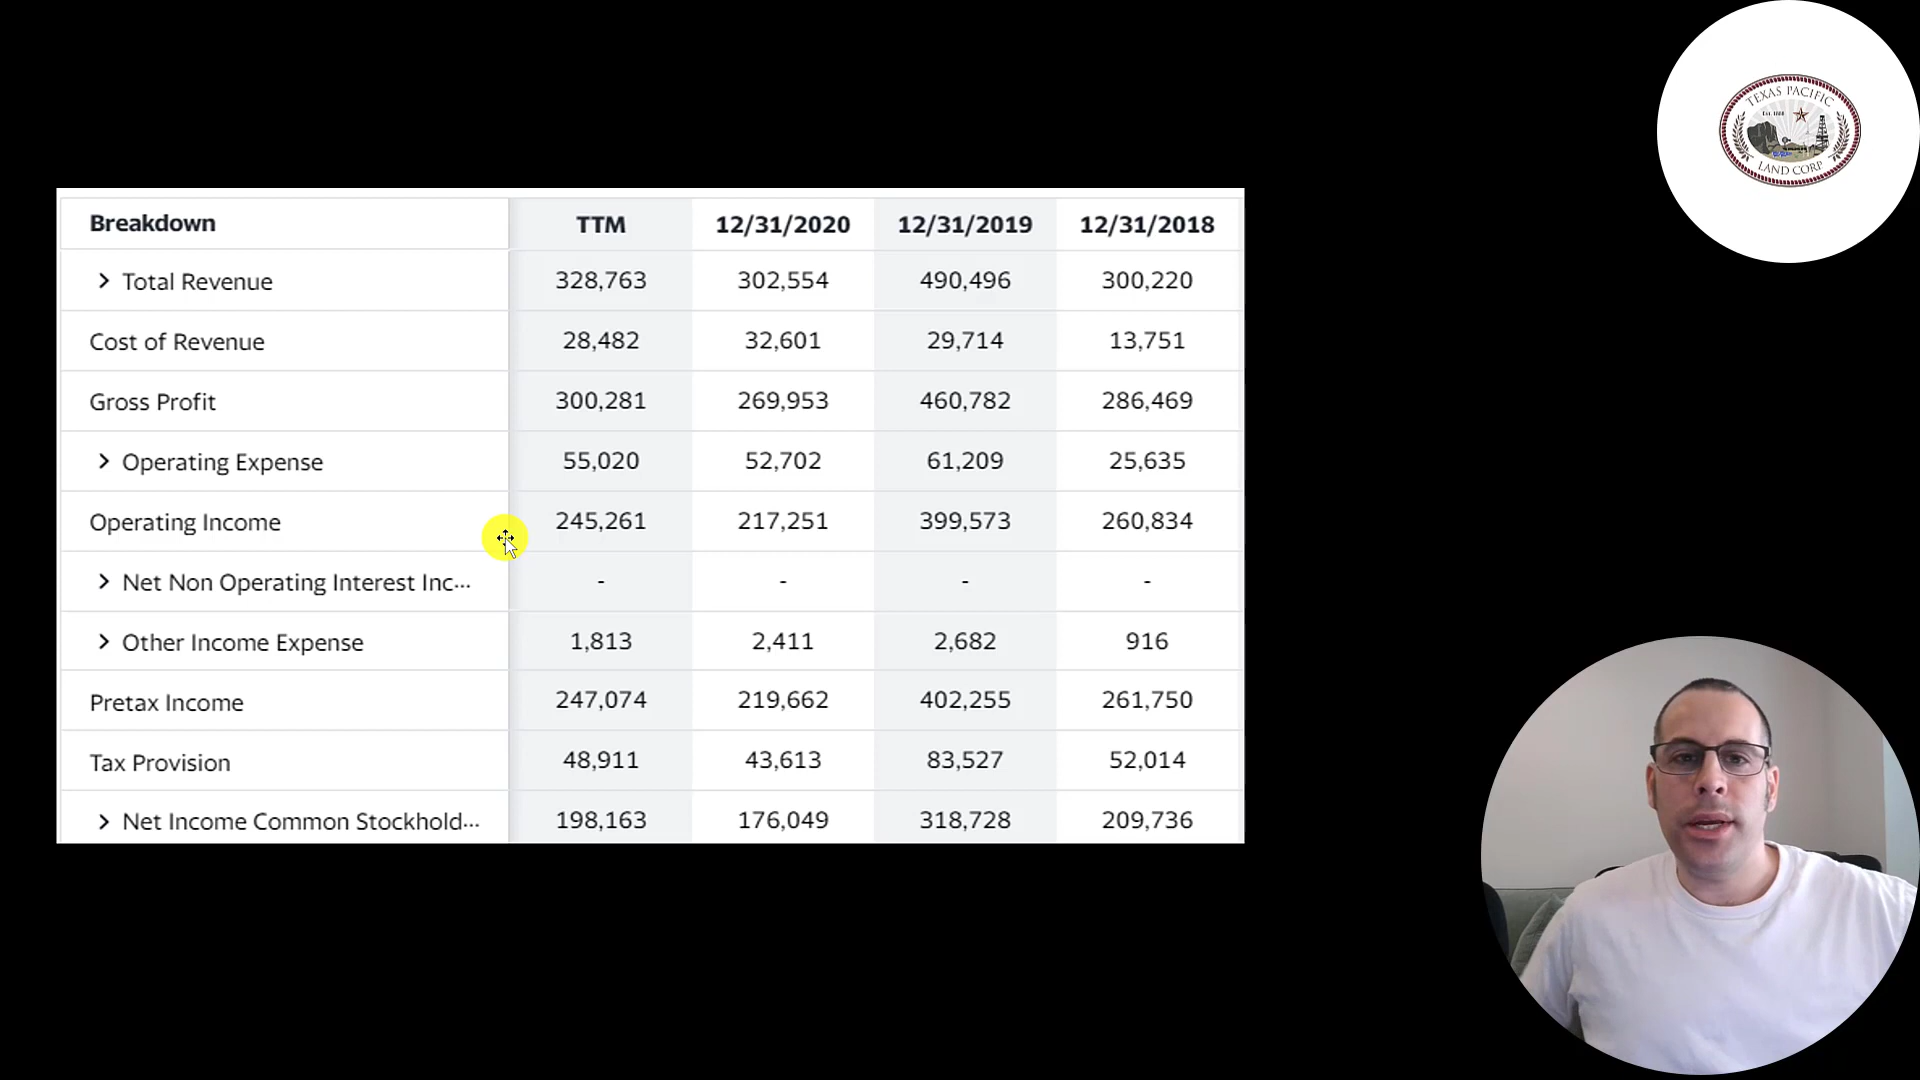 TEXAS PACIFIC
Est. 1888
LAND CORP
Breakdown TTM 12/31/2020 12/31/2019 12/31/2018
Total Revenue 328,763 302,554 490,496 300,220
Cost of Revenue 28,482 32,601 29,714 13,751
Gross Profit 300,281 269,953 460,782 286,469
Operating Expense 55,020 52,702 61,209 25,635
Operating Income 245,261 217,251 399,573 260,834
Net Non Operating Interest Inc... - - - -
Other Income Expense 1,813 2,411 2,682 916
Pretax Income 247,074 219,662 402,255 261,750
Tax Provision 48,911 43,613 83,527 52,014
Net Income Common Stockhold... 198,163 176,049 318,728 209,736